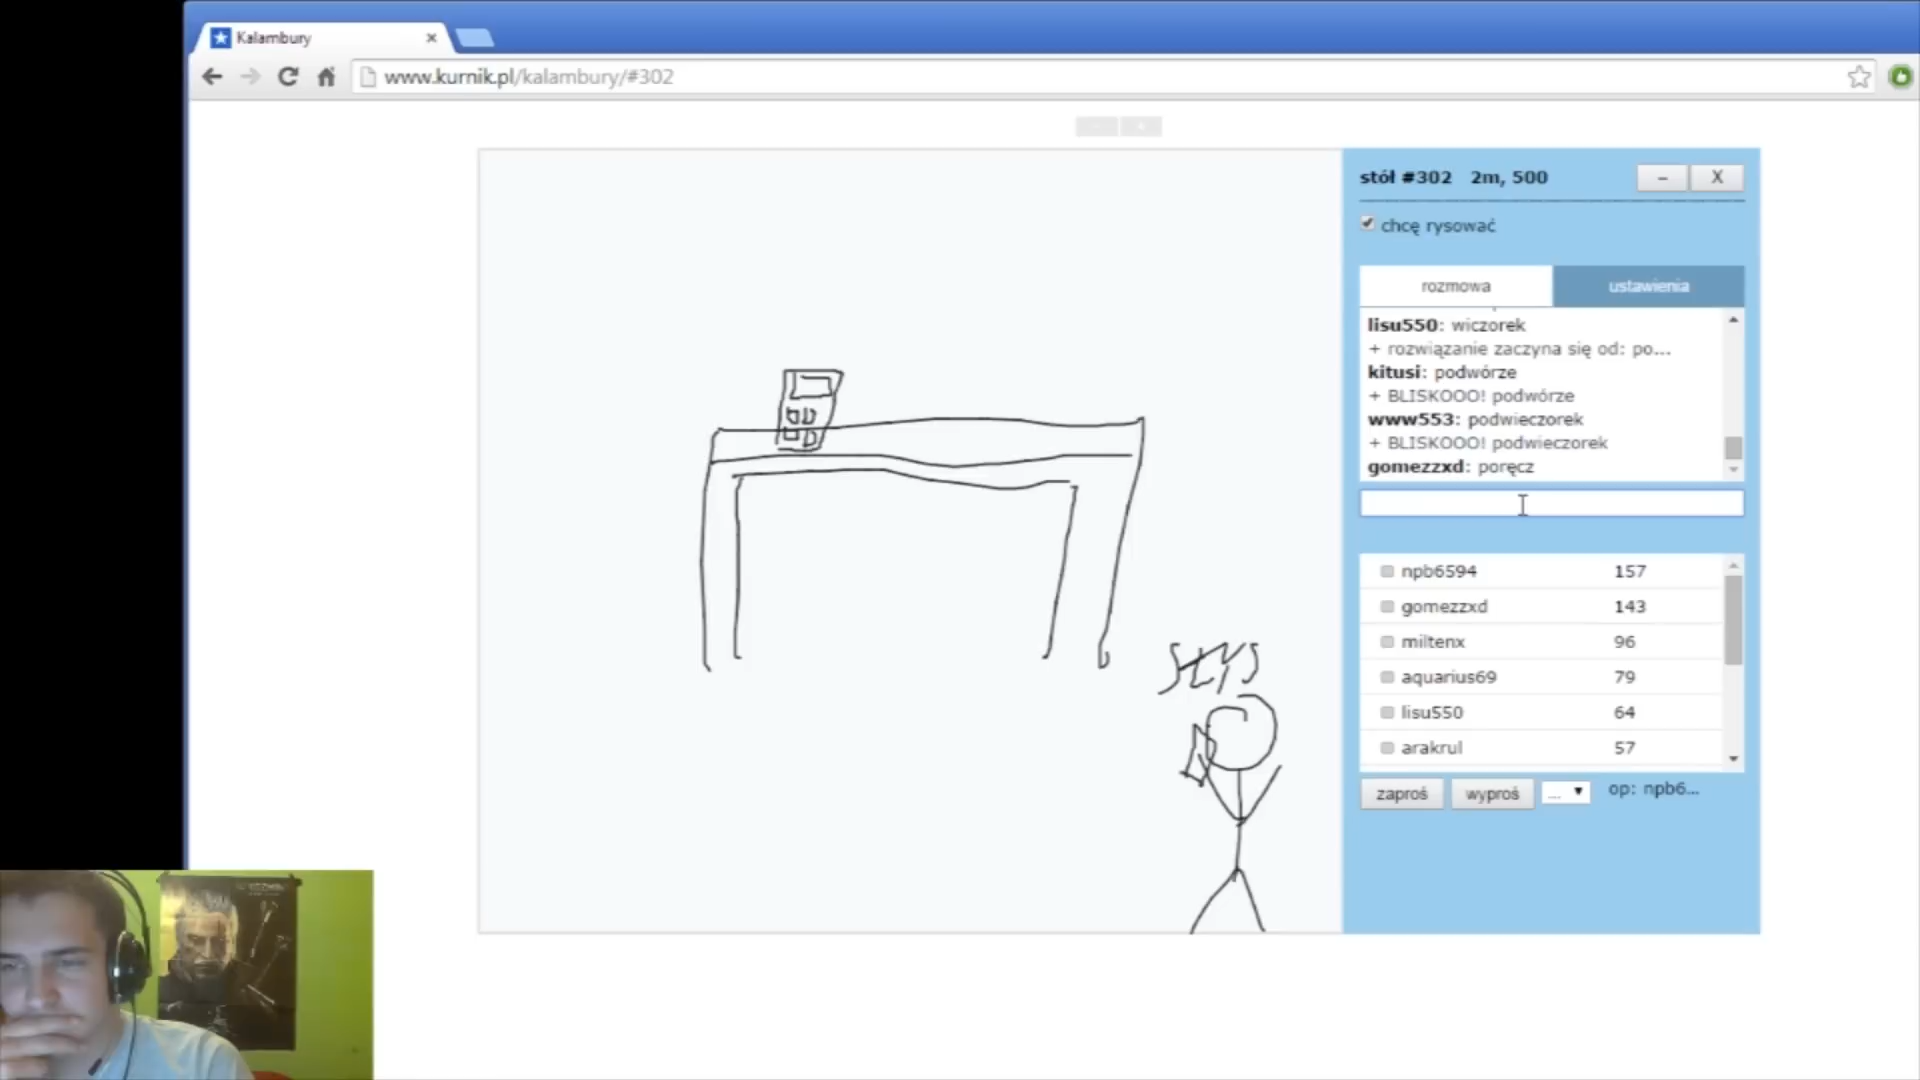 Kalambury
www.kurnik.pl/kalambury/#302
stół #302 2m, 500
– X
chcę rysować
rozmowa ustawienia
lisu550: wiczorek
+ rozwiązanie zaczyna się od: po...
kitusi: podwórze
+ BLISKOOO! podwórze
www553: podwieczorek
+ BLISKOOO! podwieczorek
gomezzxd: poręcz
npb6594 157
gomezzxd 143
miltenx 96
aquarius69 79
lisu550 64
arakrul 57
zaproś wyproś ... op: npb6...